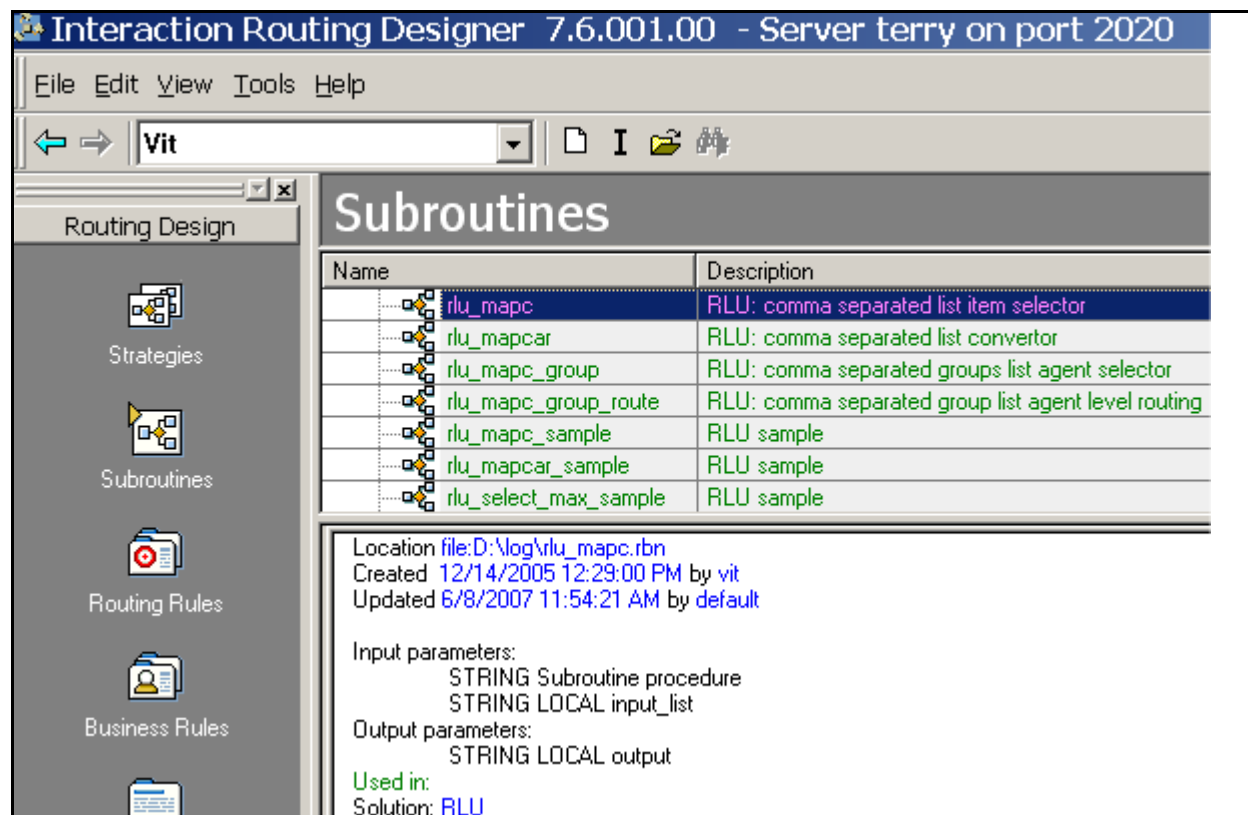 Interaction Routing Designer 7.6.001.00 - Server terry on port 2020
File Edit View Tools Help
Vit
I
Routing Design
Subroutines
Name Description
rlu_mapc RLU: comma separated list item selector
rlu_mapcar RLU: comma separated list convertor
rlu_mapc_group RLU: comma separated groups list agent selector
rlu_mapc_group_route RLU: comma separated group list agent level routing
rlu_mapc_sample RLU sample
rlu_mapcar_sample RLU sample
rlu_select_max_sample RLU sample
Strategies
Subroutines
Routing Rules
Business Rules
Location file:D:\log\rlu_mapc.rbn
Created 12/14/2005 12:29:00 PM by vit
Updated 6/8/2007 11:54:21 AM by default
Input parameters:
STRING Subroutine procedure
STRING LOCAL input_list
Output parameters:
STRING LOCAL output
Used in:
Solution: RLU